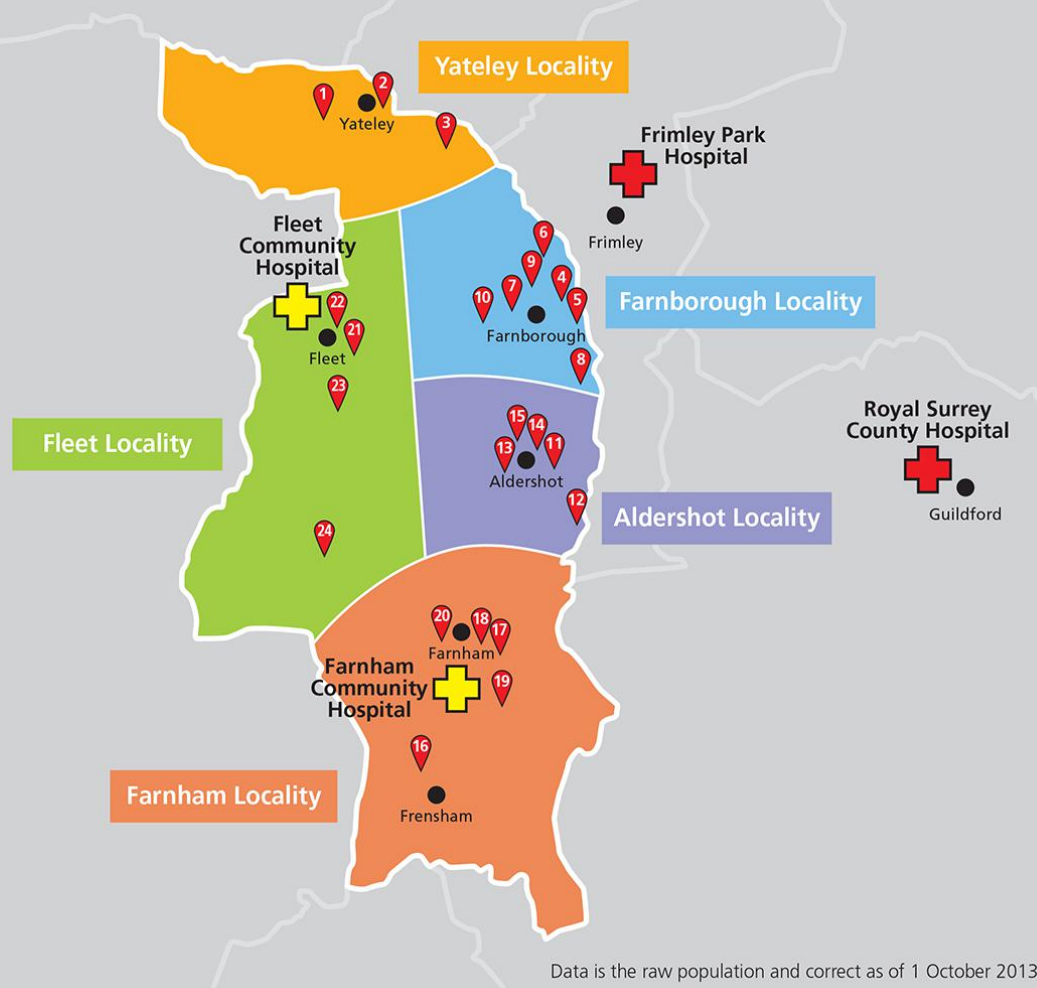 Yateley Locality
1
2
Yateley
3
Frimley Park
Hospital
Frimley
Fleet
Community
Hospital
6
9
4
7
10
5
Farnborough
8
Farnborough Locality
22
21
Fleet
23
Fleet Locality
24
15
14
13
11
Aldershot
12
Aldershot Locality
Royal Surrey
County Hospital
Guildford
20
18
17
Farnham
Farnham
Community
Hospital
19
16
Farnham Locality
Frensham
Data is the raw population and correct as of 1 October 2013